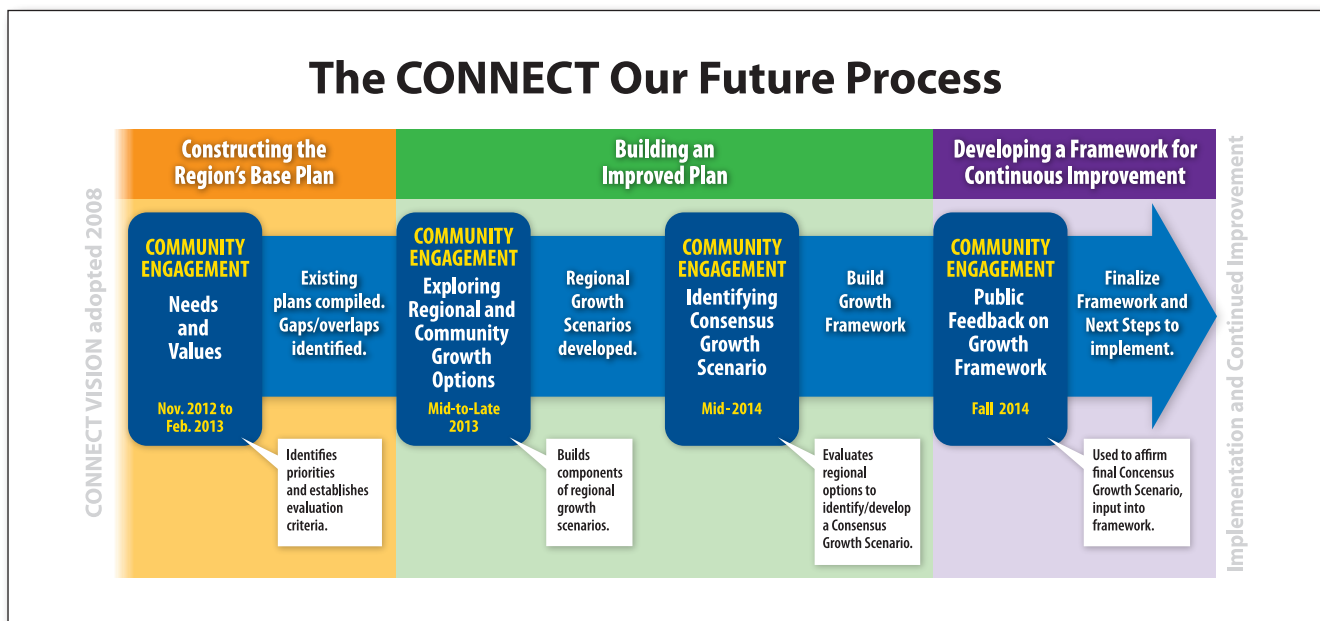 The CONNECT Our Future Process
CONNECT VISION adopted 2008
Constructing the
Region's Base Plan
COMMUNITY
ENGAGEMENT
Needs
and
Values
Nov. 2012 to
Feb. 2013
Existing
plans compiled.
Gaps/overlaps
identified.
Identifies
priorities
and establishes
evaluation
criteria.
Building an
Improved Plan
COMMUNITY
ENGAGEMENT
Exploring
Regional and
Community
Growth
Options
Mid-to-Late
2013
Regional
Growth
Scenarios
developed.
Builds
components
of regional
growth
scenarios.
COMMUNITY
ENGAGEMENT
Identifying
Consensus
Growth
Scenario
Mid-2014
Build
Growth
Framework
Evaluates
regional
options to
identify/develop
a Consensus
Growth Scenario.
Developing a Framework for
Continuous Improvement
COMMUNITY
ENGAGEMENT
Public
Feedback on
Growth
Framework
Fall 2014
Finalize
Framework and
Next Steps to
implement.
Used to affirm
final Concensus
Growth Scenario,
input into
framework.
Implementation and Continued Improvement